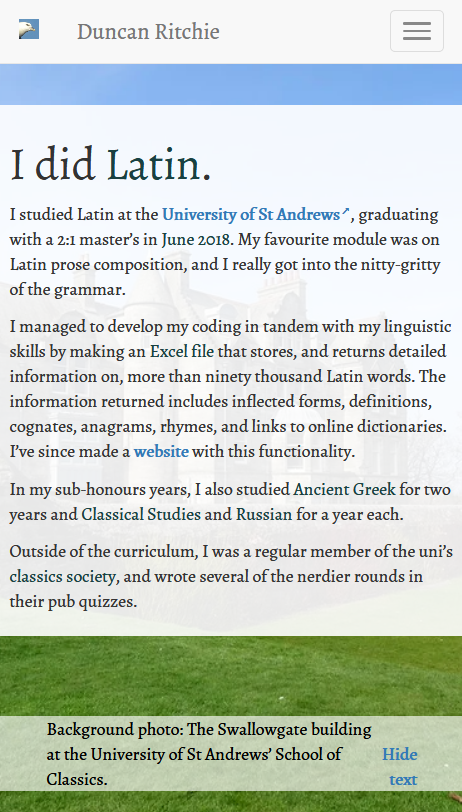 Duncan Ritchie
I did Latin.
I studied Latin at the University of St Andrews↗, graduating
with a 2:1 master’s in June 2018. My favourite module was on
Latin prose composition, and I really got into the nitty-gritty
of the grammar.
I managed to develop my coding in tandem with my linguistic
skills by making an Excel file that stores, and returns detailed
information on, more than ninety thousand Latin words. The
information returned includes inflected forms, definitions,
cognates, anagrams, rhymes, and links to online dictionaries.
I’ve since made a website with this functionality.
In my sub-honours years, I also studied Ancient Greek for two
years and Classical Studies and Russian for a year each.
Outside of the curriculum, I was a regular member of the uni’s
classics society, and wrote several of the nerdier rounds in
their pub quizzes.
Background photo: The Swallowgate building
at the University of St Andrews’ School of
Classics.
Hide
text